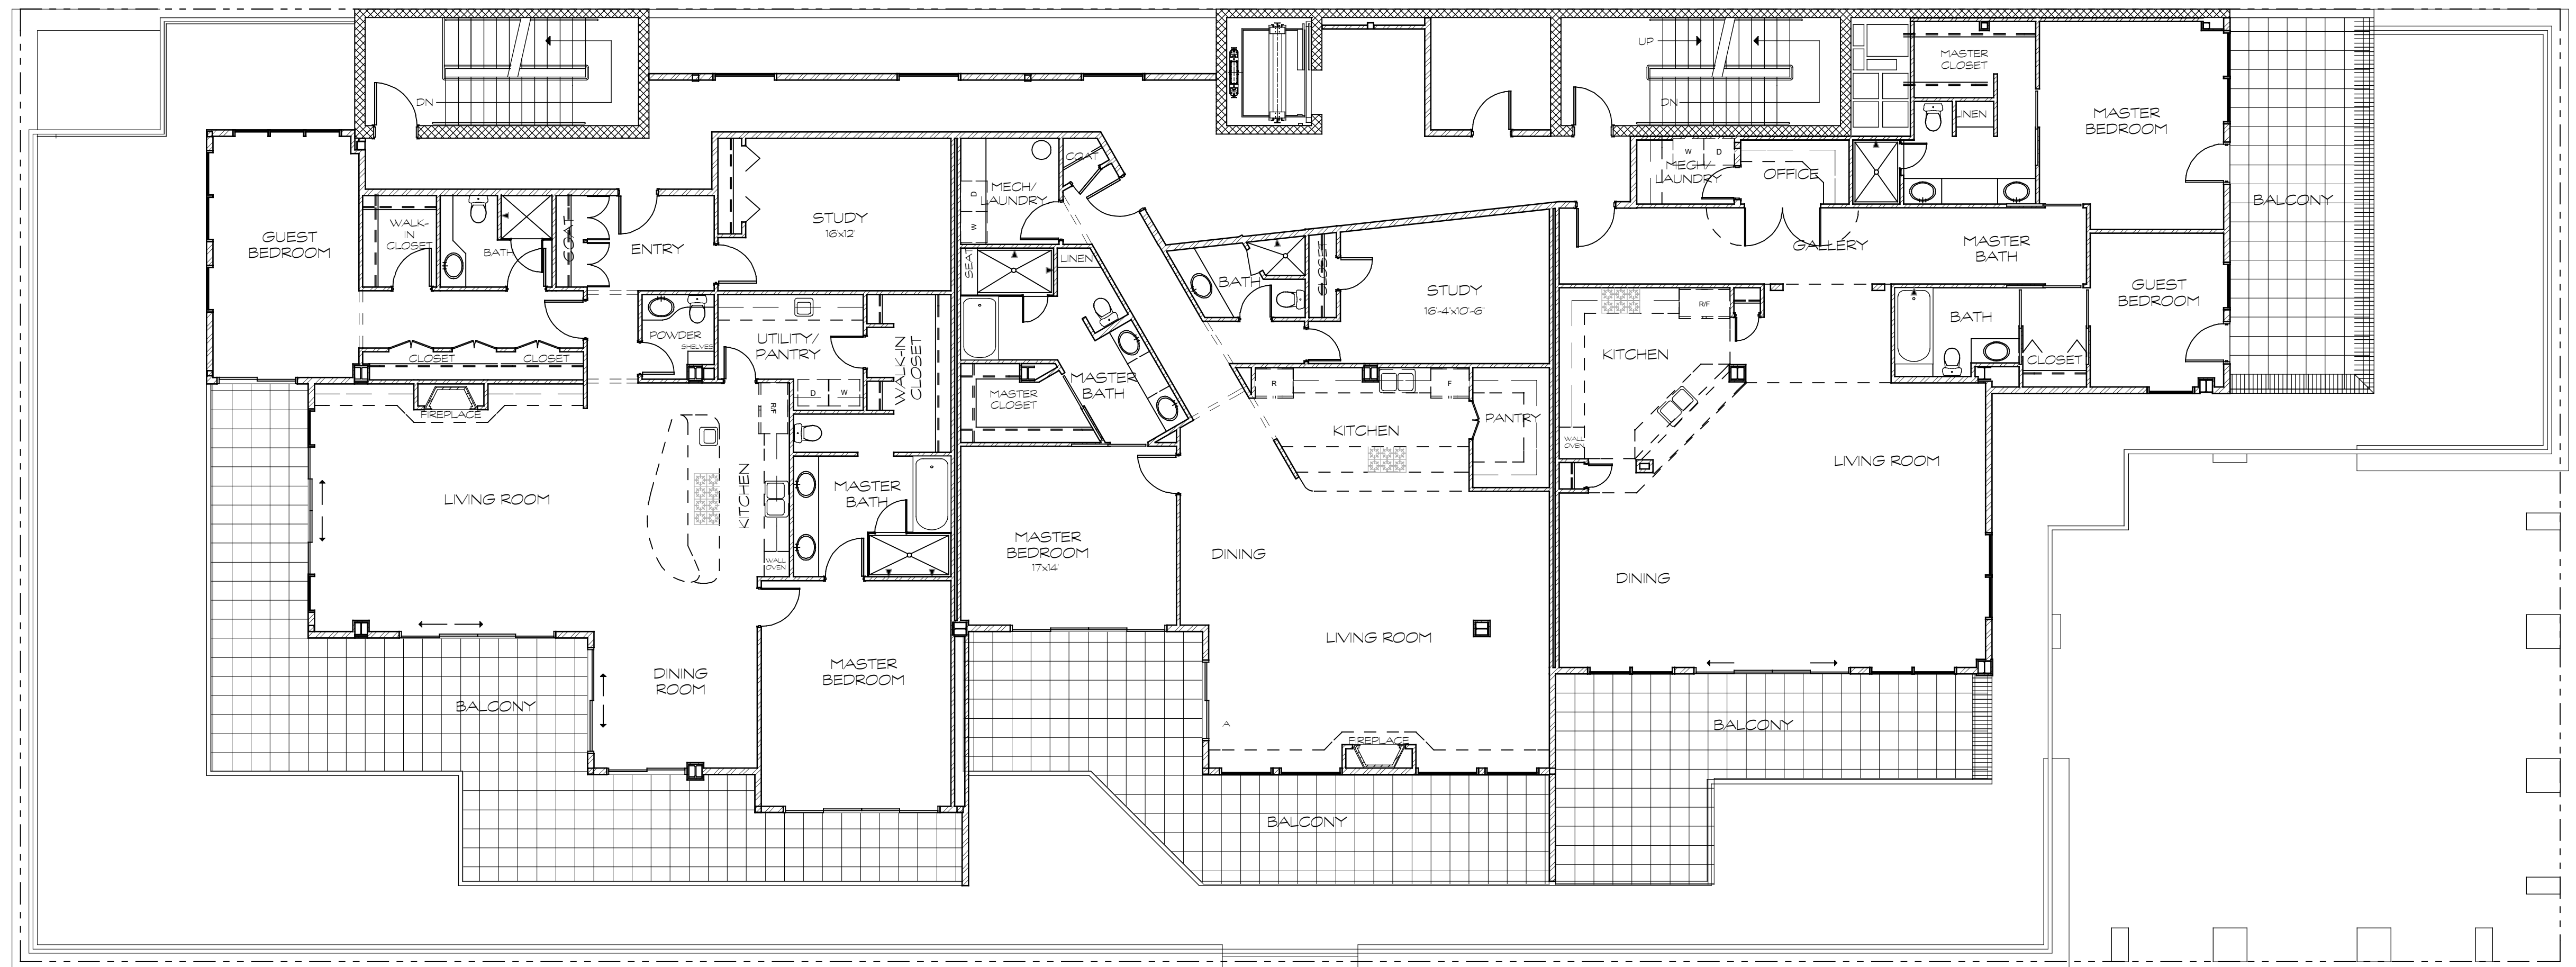 DN
UP
DN
MASTER
CLOSET
LINEN
MASTER
BEDROOM
BALCONY
GUEST
BEDROOM
WALK-
IN
CLOSET
BATH
COAT
ENTRY
STUDY
16x12'
MECH/
LAUNDRY
D
W
COAT
SEAT
LINEN
BATH
CLOSET
STUDY
16'-4"x10'-6"
W
D
MECH/
LAUNDRY
OFFICE
GALLERY
MASTER
BATH
GUEST
BEDROOM
CLOSET
CLOSET
POWDER
SHELVES
UTILITY/
PANTRY
D
W
WALK-IN
CLOSET
MASTER
CLOSET
MASTER
BATH
R
F
KITCHEN
PANTRY
KITCHEN
R/F
WALL
OVEN
BATH
CLOSET
FIREPLACE
LIVING ROOM
R/F
KITCHEN
WALL
OVEN
MASTER
BATH
MASTER
BEDROOM
17'x14'
DINING
LIVING ROOM
DINING
LIVING ROOM
DINING
ROOM
MASTER
BEDROOM
BALCONY
A
FIREPLACE
BALCONY
BALCONY